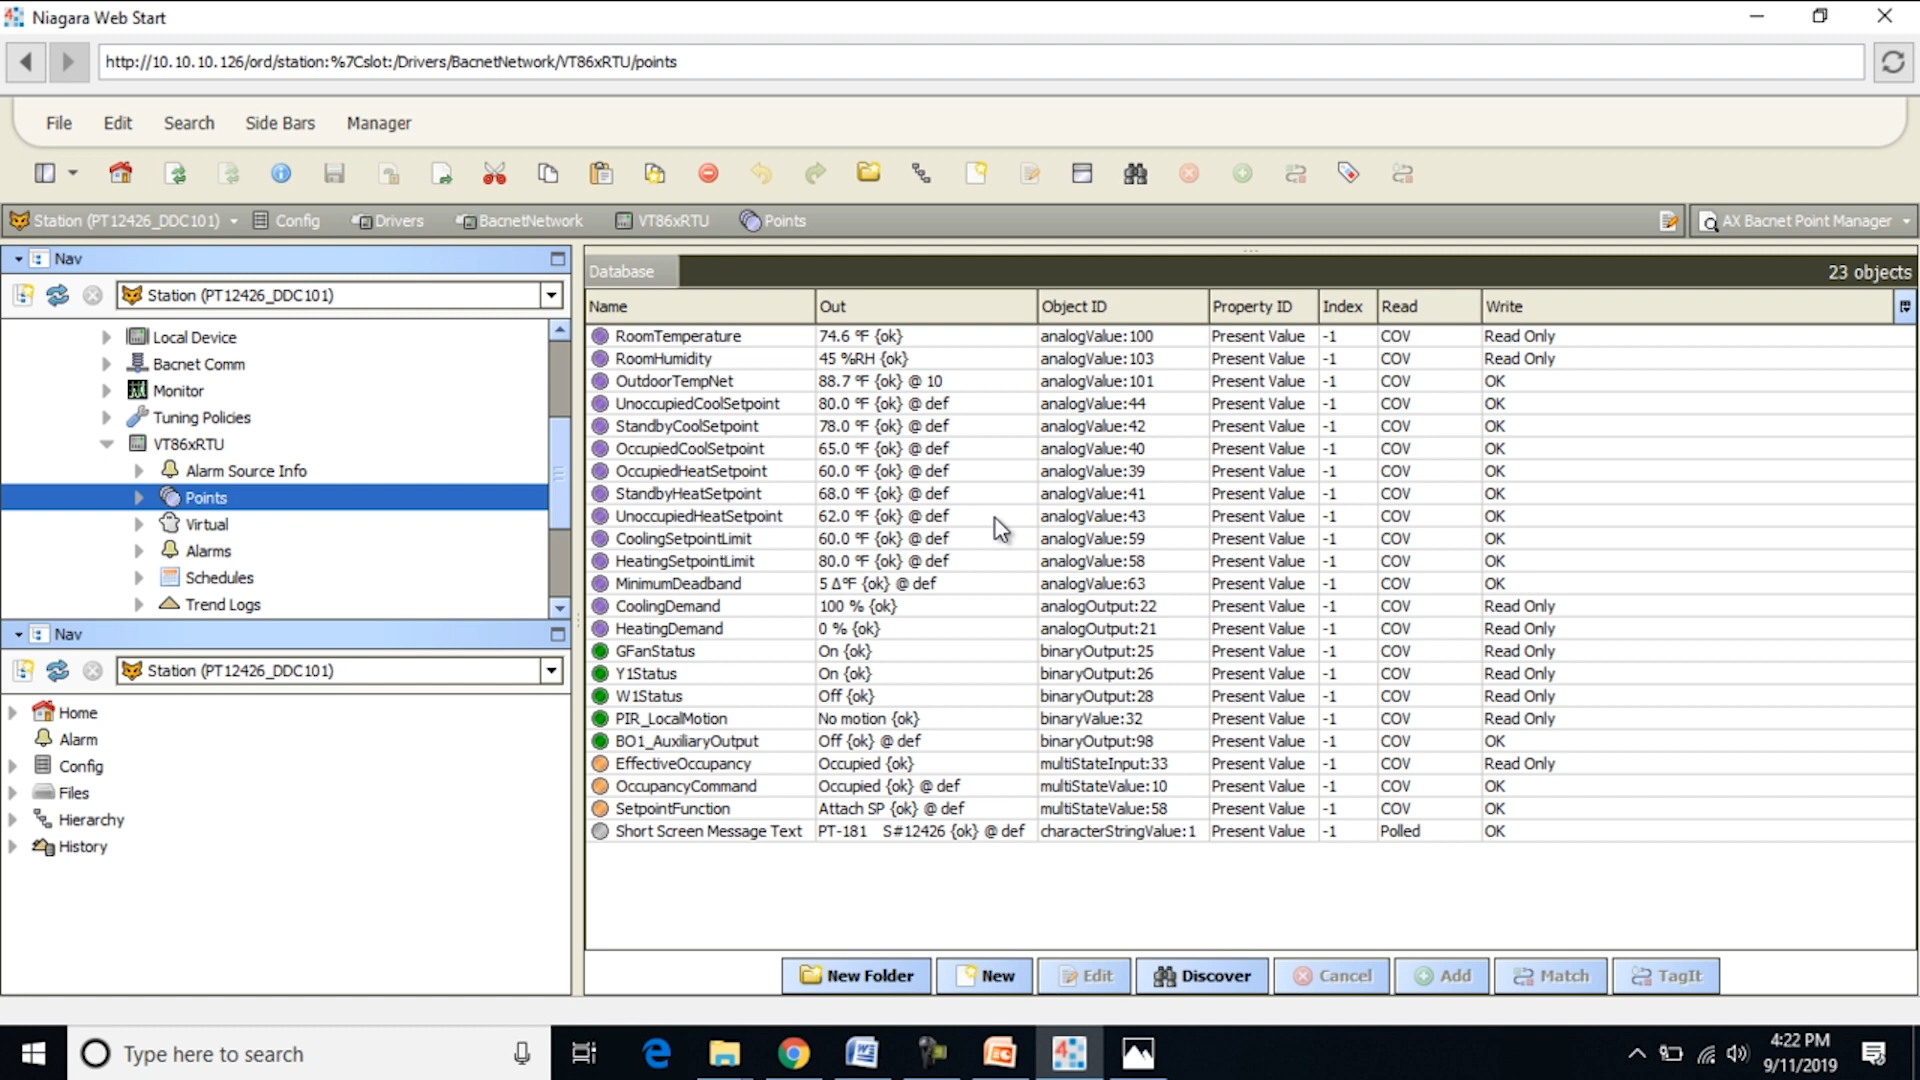 Niagara Web Start
http://10.10.10.126/ord/station:%7Cslot:/Drivers/BacnetNetwork/VT86xRTU/points
File Edit Search Side Bars Manager
Station (PT12426_DDC101) Config Drivers BacnetNetwork VT86xRTU Points AX Bacnet Point Manager
Nav
Station (PT12426_DDC101)
Local Device
Bacnet Comm
Monitor
Tuning Policies
VT86xRTU
Alarm Source Info
Points
Virtual
Alarms
Schedules
Trend Logs
Nav
Station (PT12426_DDC101)
Home
Alarm
Config
Files
Hierarchy
History
Database 23 objects
Name Out Object ID Property ID Index Read Write
RoomTemperature 74.6 °F {ok} analogValue:100 Present Value -1 COV Read Only
RoomHumidity 45 %RH {ok} analogValue:103 Present Value -1 COV Read Only
OutdoorTempNet 88.7 °F {ok} @ 10 analogValue:101 Present Value -1 COV OK
UnoccupiedCoolSetpoint 80.0 °F {ok} @ def analogValue:44 Present Value -1 COV OK
StandbyCoolSetpoint 78.0 °F {ok} @ def analogValue:42 Present Value -1 COV OK
OccupiedCoolSetpoint 65.0 °F {ok} @ def analogValue:40 Present Value -1 COV OK
OccupiedHeatSetpoint 60.0 °F {ok} @ def analogValue:39 Present Value -1 COV OK
StandbyHeatSetpoint 68.0 °F {ok} @ def analogValue:41 Present Value -1 COV OK
UnoccupiedHeatSetpoint 62.0 °F {ok} @ def analogValue:43 Present Value -1 COV OK
CoolingSetpointLimit 60.0 °F {ok} @ def analogValue:59 Present Value -1 COV OK
HeatingSetpointLimit 80.0 °F {ok} @ def analogValue:58 Present Value -1 COV OK
MinimumDeadband 5 Δ°F {ok} @ def analogValue:63 Present Value -1 COV OK
CoolingDemand 100 % {ok} analogOutput:22 Present Value -1 COV Read Only
HeatingDemand 0 % {ok} analogOutput:21 Present Value -1 COV Read Only
GFanStatus On {ok} binaryOutput:25 Present Value -1 COV Read Only
Y1Status On {ok} binaryOutput:26 Present Value -1 COV Read Only
W1Status Off {ok} binaryOutput:28 Present Value -1 COV Read Only
PIR_LocalMotion No motion {ok} binaryValue:32 Present Value -1 COV Read Only
BO1_AuxiliaryOutput Off {ok} @ def binaryOutput:98 Present Value -1 COV OK
EffectiveOccupancy Occupied {ok} multiStateInput:33 Present Value -1 COV Read Only
OccupancyCommand Occupied {ok} @ def multiStateValue:10 Present Value -1 COV OK
SetpointFunction Attach SP {ok} @ def multiStateValue:58 Present Value -1 COV OK
Short Screen Message Text PT-181 S#12426 {ok} @ def characterStringValue:1 Present Value -1 Polled OK
New Folder New Edit Discover Cancel Add Match TagIt
Type here to search
4:22 PM
9/11/2019